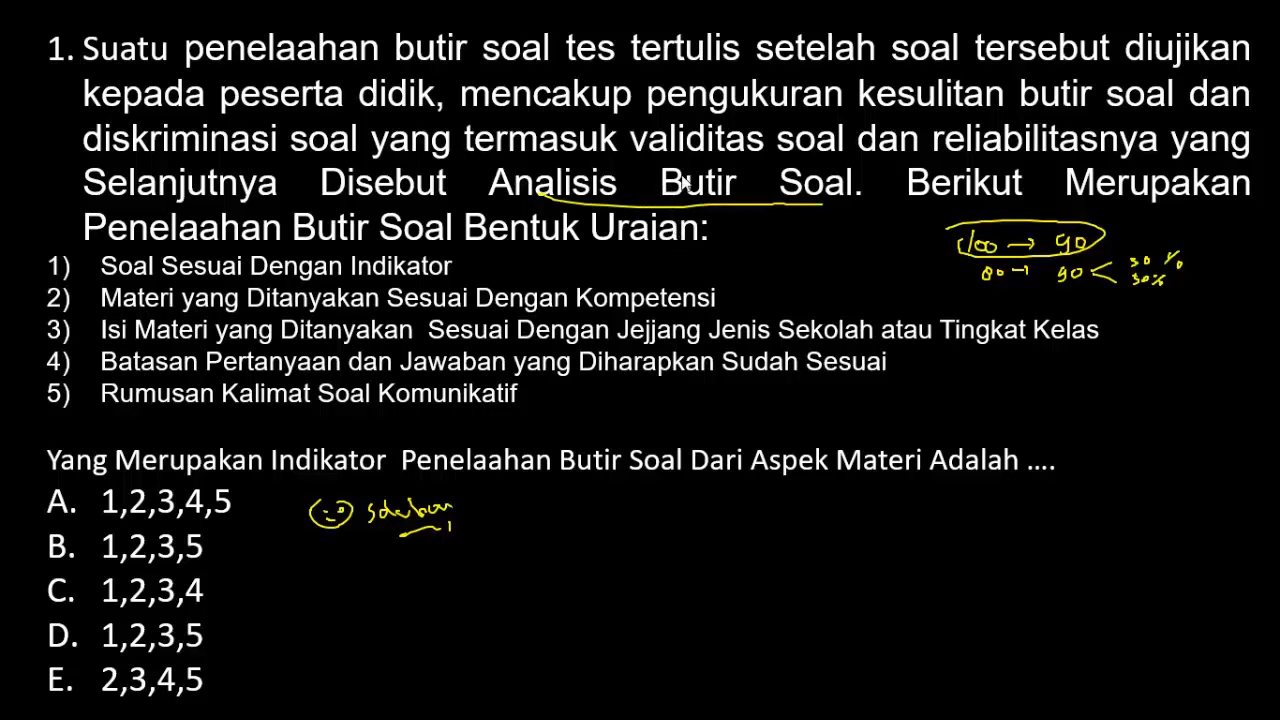 1. Suatu penelaahan butir soal tes tertulis setelah soal tersebut diujikan
kepada peserta didik, mencakup pengukuran kesulitan butir soal dan
diskriminasi soal yang termasuk validitas soal dan reliabilitasnya yang
Selanjutnya Disebut Analisis Butir Soal. Berikut Merupakan
Penelaahan Butir Soal Bentuk Uraian:
100 → 90
80 → 90 < 30 %
30%
1) Soal Sesuai Dengan Indikator
2) Materi yang Ditanyakan Sesuai Dengan Kompetensi
3) Isi Materi yang Ditanyakan Sesuai Dengan Jejjang Jenis Sekolah atau Tingkat Kelas
4) Batasan Pertanyaan dan Jawaban yang Diharapkan Sudah Sesuai
5) Rumusan Kalimat Soal Komunikatif
Yang Merupakan Indikator Penelaahan Butir Soal Dari Aspek Materi Adalah ....
A. 1,2,3,4,5
B. 1,2,3,5
C. 1,2,3,4
D. 1,2,3,5
E. 2,3,4,5